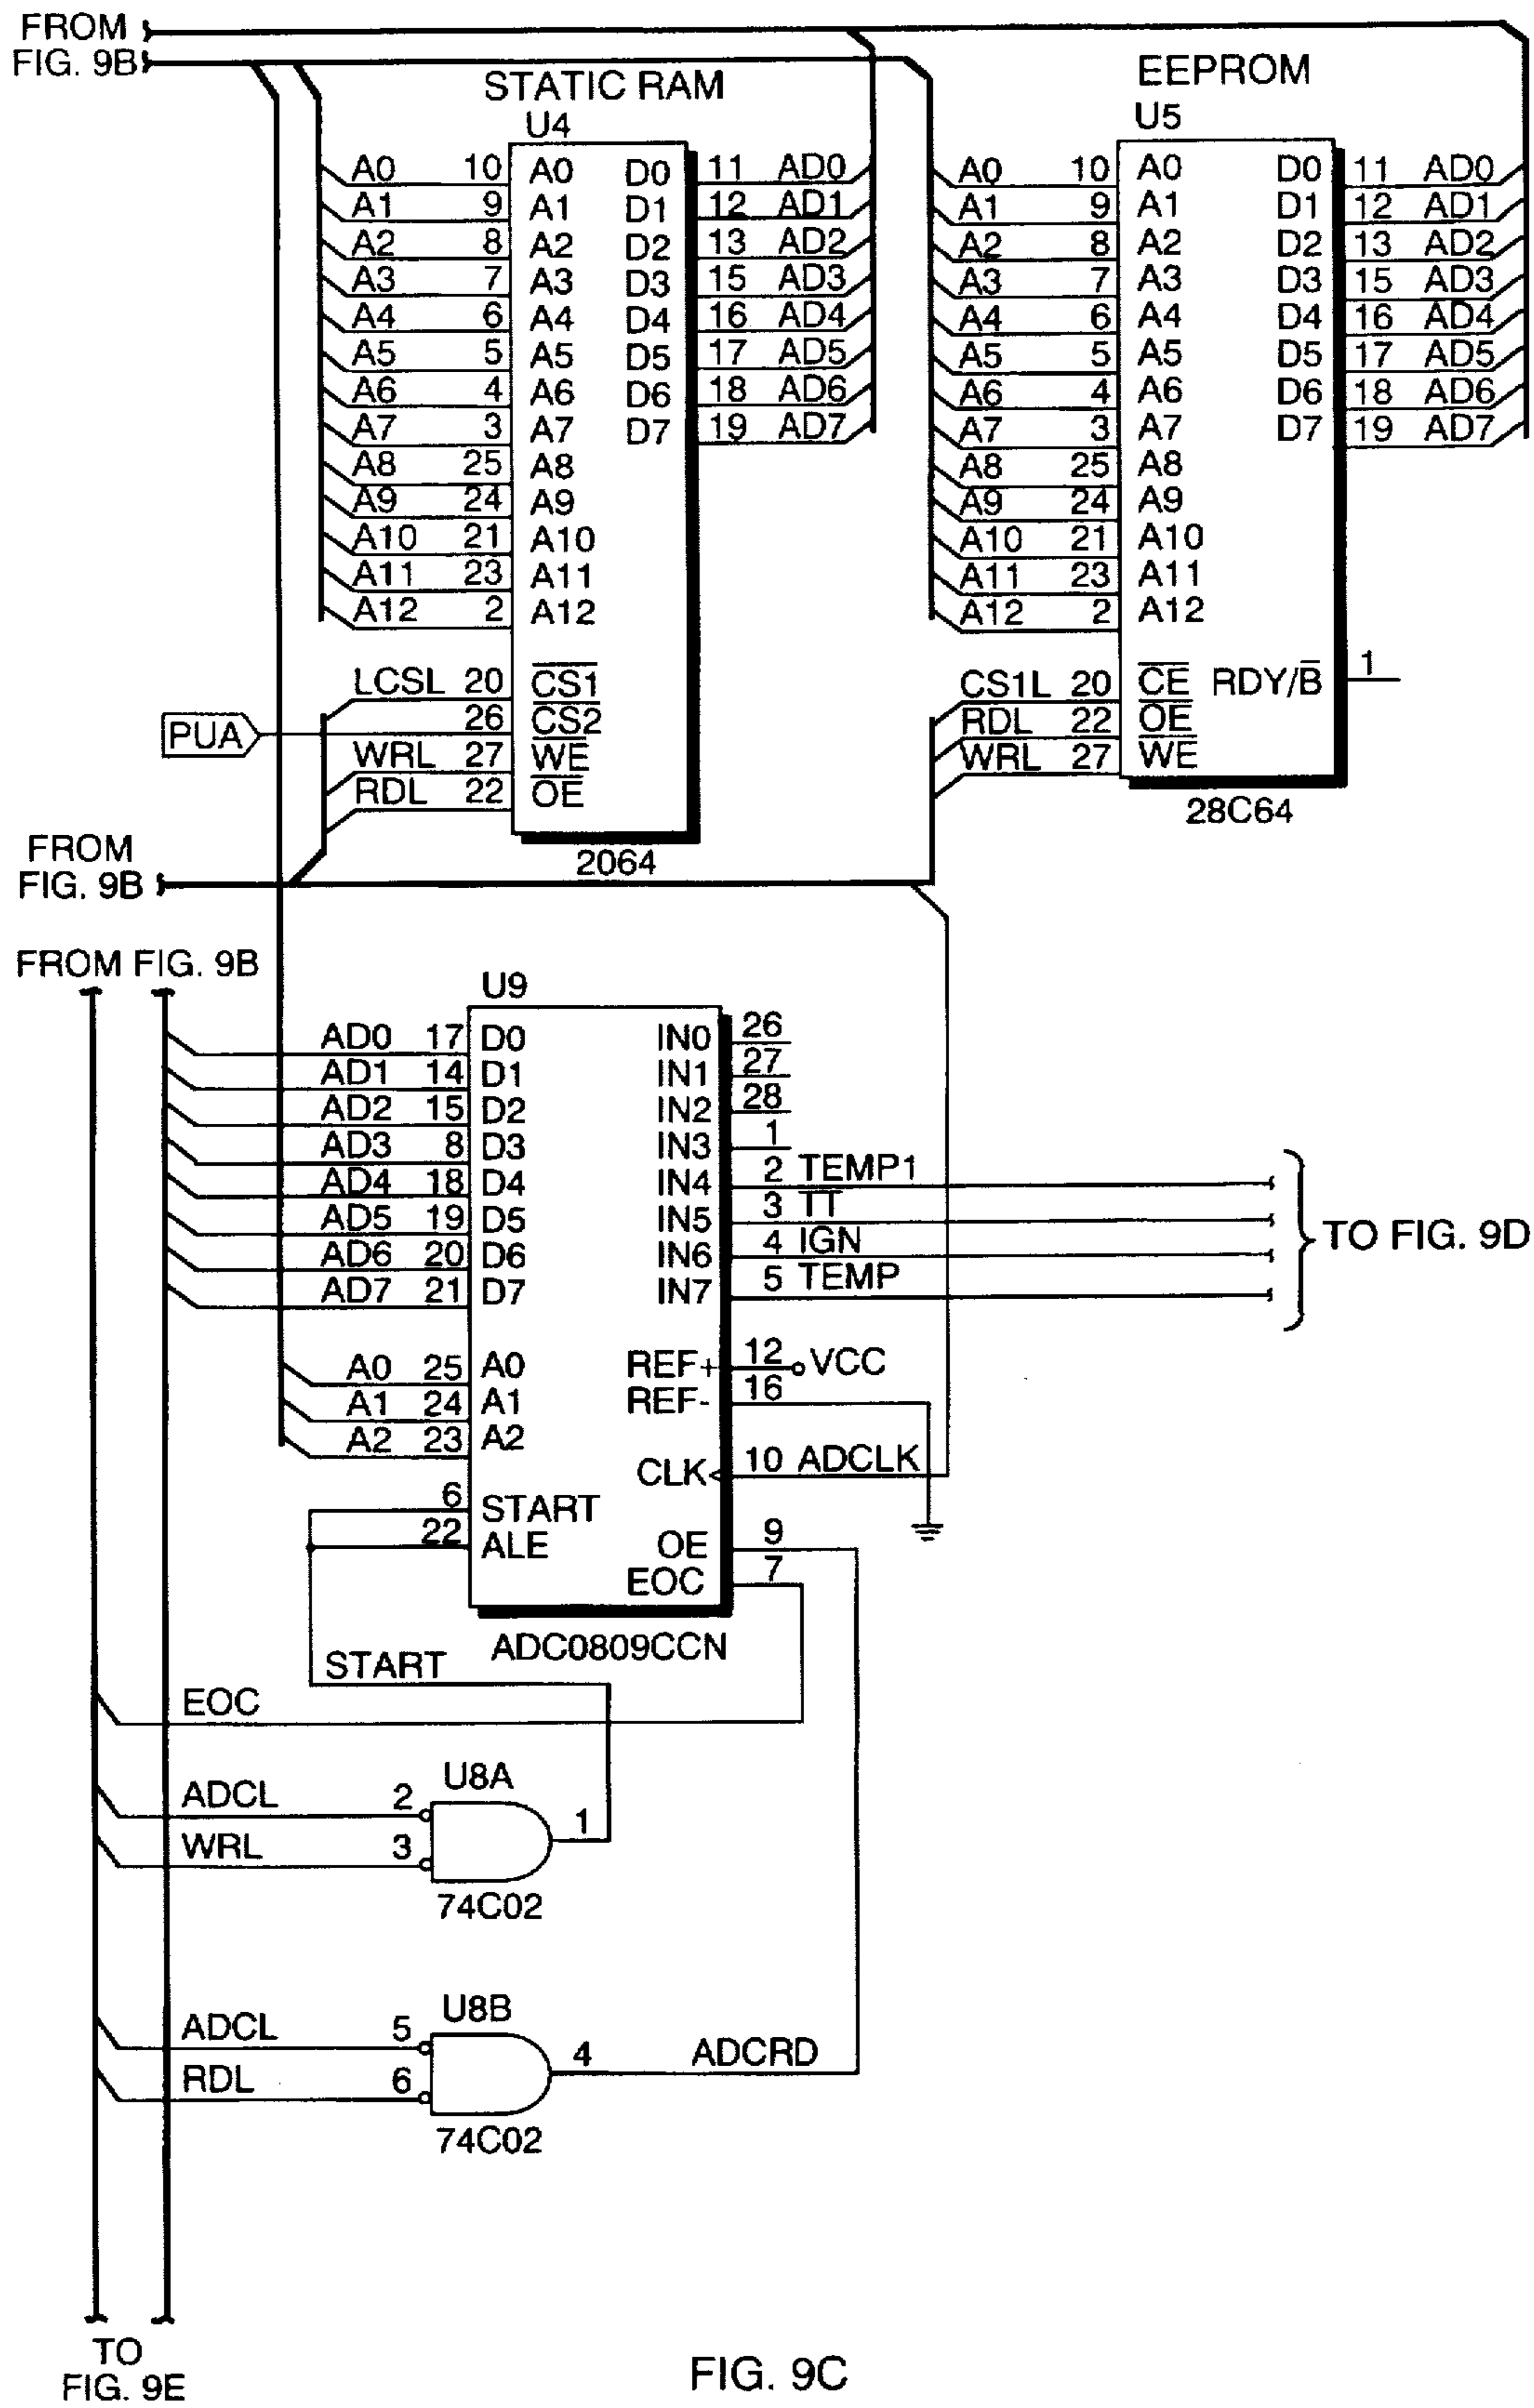 FROM
FIG. 9B
STATIC RAM
U4
A0 10 A0 D0 11 AD0
A1 9 A1 D1 12 AD1
A2 8 A2 D2 13 AD2
A3 7 A3 D3 15 AD3
A4 6 A4 D4 16 AD4
A5 5 A5 D5 17 AD5
A6 4 A6 D6 18 AD6
A7 3 A7 D7 19 AD7
A8 25 A8
A9 24 A9
A10 21 A10
A11 23 A11
A12 2 A12
LCSL 20 CS1
PUA 26 CS2
WRL 27 WE
RDL 22 OE
2064
EEPROM
U5
A0 10 A0 D0 11 AD0
A1 9 A1 D1 12 AD1
A2 8 A2 D2 13 AD2
A3 7 A3 D3 15 AD3
A4 6 A4 D4 16 AD4
A5 5 A5 D5 17 AD5
A6 4 A6 D6 18 AD6
A7 3 A7 D7 19 AD7
A8 25 A8
A9 24 A9
A10 21 A10
A11 23 A11
A12 2 A12
CS1L 20 CE RDY/B 1
RDL 22 OE
WRL 27 WE
28C64
FROM
FIG. 9B
FROM FIG. 9B
U9
AD0 17 D0 IN0 26
AD1 14 D1 IN1 27
AD2 15 D2 IN2 28
AD3 8 D3 IN3 1
AD4 18 D4 IN4 2 TEMP1
AD5 19 D5 IN5 3 TT
AD6 20 D6 IN6 4 IGN
AD7 21 D7 IN7 5 TEMP
TO FIG. 9D
A0 25 A0 REF+ 12 VCC
A1 24 A1 REF- 16
A2 23 A2
CLK 10 ADCLK
6 START
22 ALE OE 9
EOC 7
ADC0809CCN
START
EOC
U8A
ADCL 2
1
WRL 3
74C02
U8B
ADCL 5
4 ADCRD
RDL 6
74C02
TO
FIG. 9E
FIG. 9C